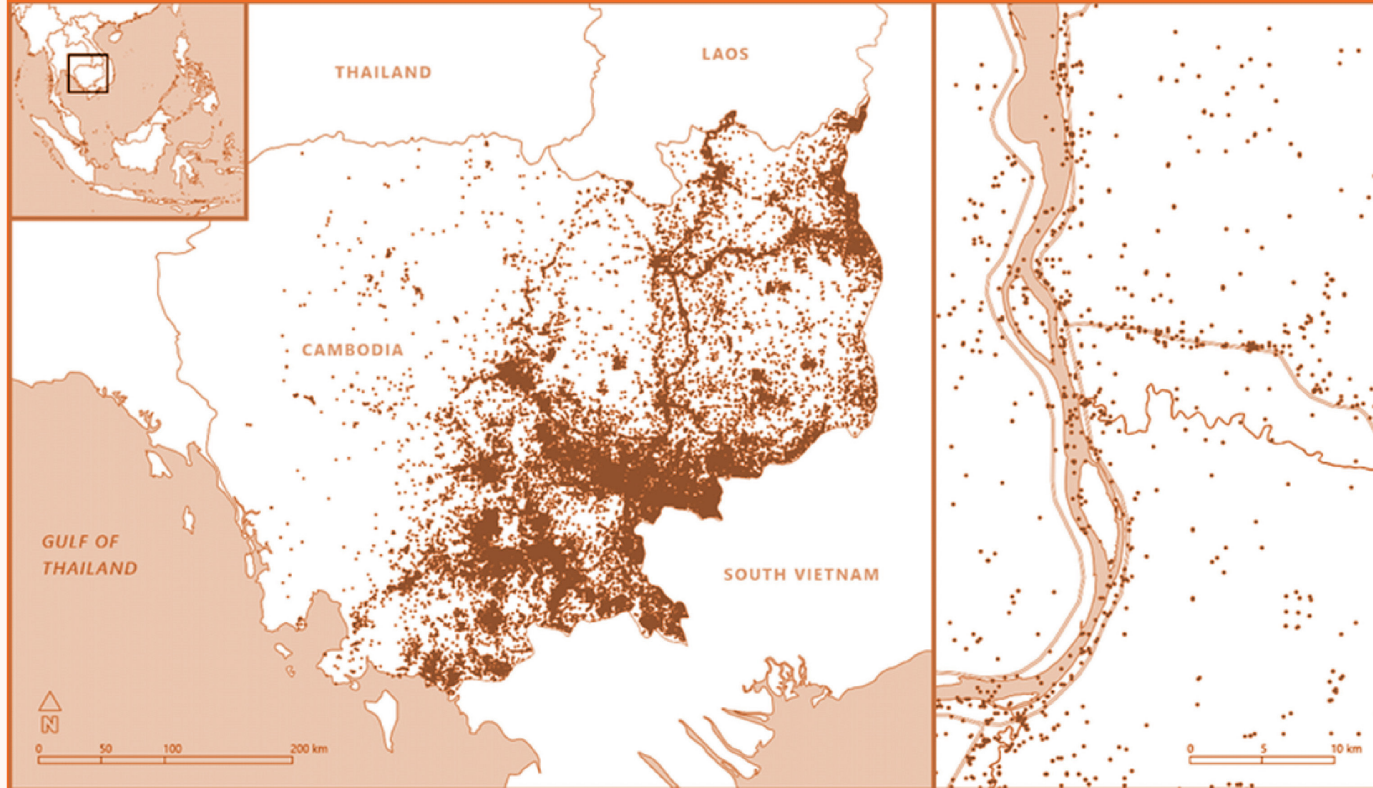 THAILAND
LAOS
CAMBODIA
GULF OF
THAILAND
SOUTH VIETNAM
N
0 50 100 200 km
0 5 10 km